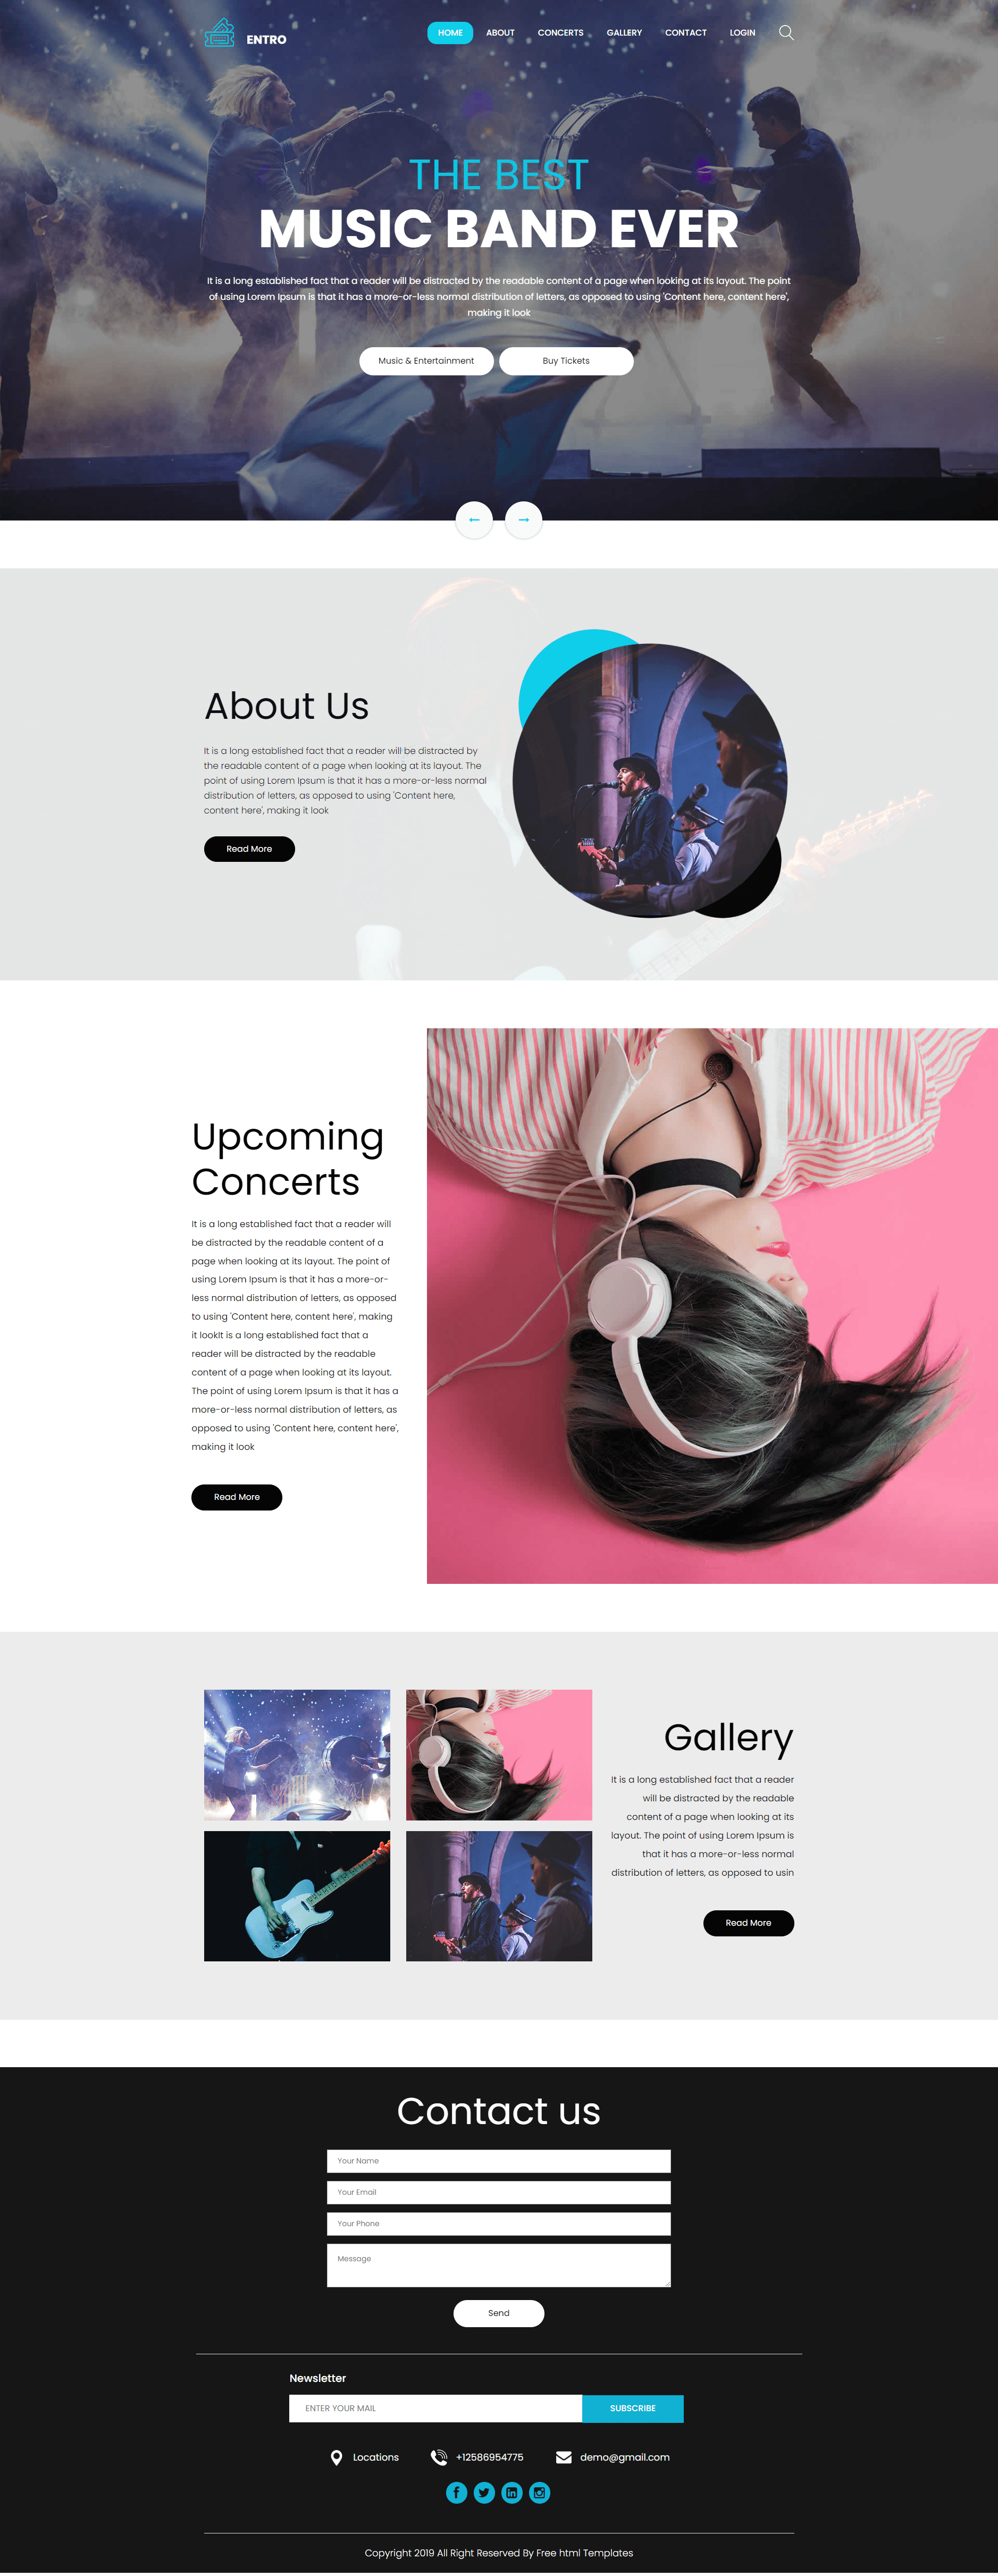 ENTRO
HOME ABOUT CONCERTS GALLERY CONTACT LOGIN
THE BEST
MUSIC BAND EVER
It is a long established fact that a reader will be distracted by the readable content of a page when looking at its layout. The point
of using Lorem Ipsum is that it has a more-or-less normal distribution of letters, as opposed to using 'Content here, content here',
making it look
Music & Entertainment Buy Tickets
About Us
It is a long established fact that a reader will be distracted by
the readable content of a page when looking at its layout. The
point of using Lorem Ipsum is that it has a more-or-less normal
distribution of letters, as opposed to using 'Content here,
content here', making it look
Read More
Upcoming
Concerts
It is a long established fact that a reader will
be distracted by the readable content of a
page when looking at its layout. The point of
using Lorem Ipsum is that it has a more-or-
less normal distribution of letters, as opposed
to using 'Content here, content here', making
it lookIt is a long established fact that a
reader will be distracted by the readable
content of a page when looking at its layout.
The point of using Lorem Ipsum is that it has a
more-or-less normal distribution of letters, as
opposed to using 'Content here, content here',
making it look
Read More
Gallery
It is a long established fact that a reader
will be distracted by the readable
content of a page when looking at its
layout. The point of using Lorem Ipsum is
that it has a more-or-less normal
distribution of letters, as opposed to usin
Read More
Contact us
Your Name
Your Email
Your Phone
Message
Send
Newsletter
ENTER YOUR MAIL SUBSCRIBE
Locations +12586954775 demo@gmail.com
Copyright 2019 All Right Reserved By Free html Templates